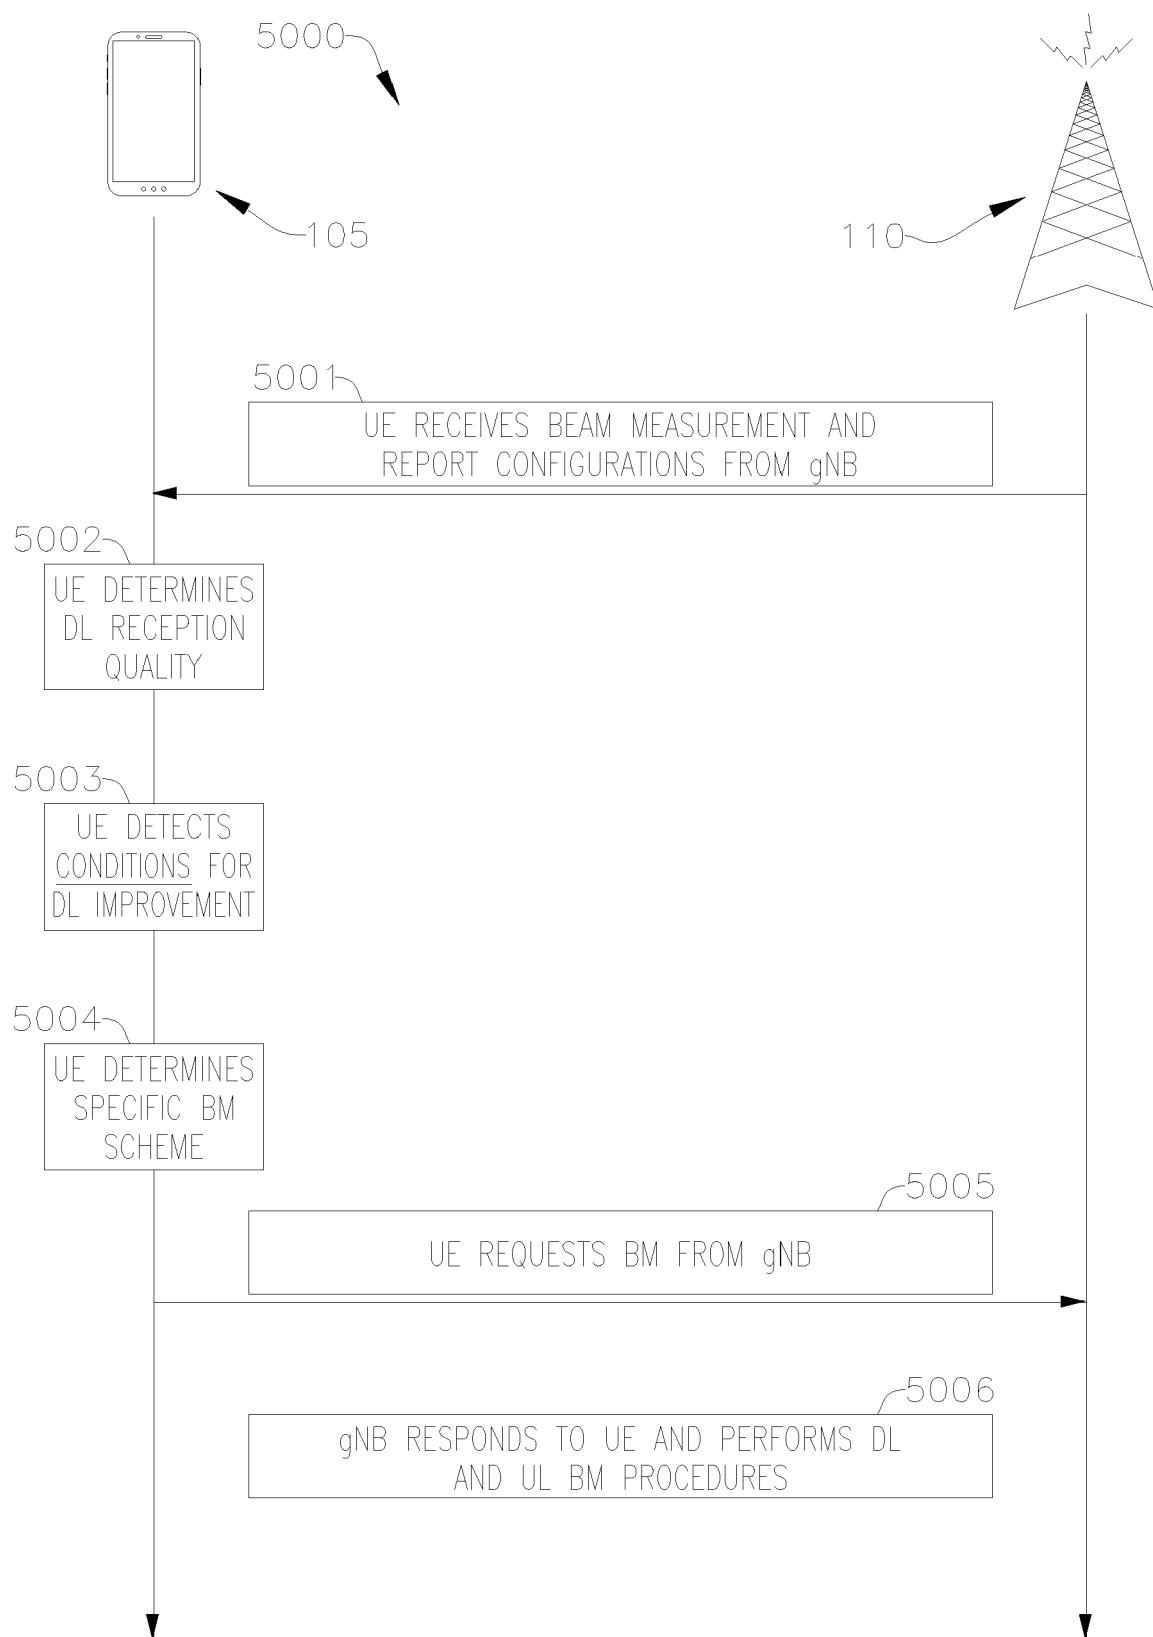 5000
105
110
5001
UE RECEIVES BEAM MEASUREMENT AND
REPORT CONFIGURATIONS FROM gNB
5002
UE DETERMINES
DL RECEPTION
QUALITY
5003
UE DETECTS
CONDITIONS FOR
DL IMPROVEMENT
5004
UE DETERMINES
SPECIFIC BM
SCHEME
5005
UE REQUESTS BM FROM gNB
5006
gNB RESPONDS TO UE AND PERFORMS DL
AND UL BM PROCEDURES